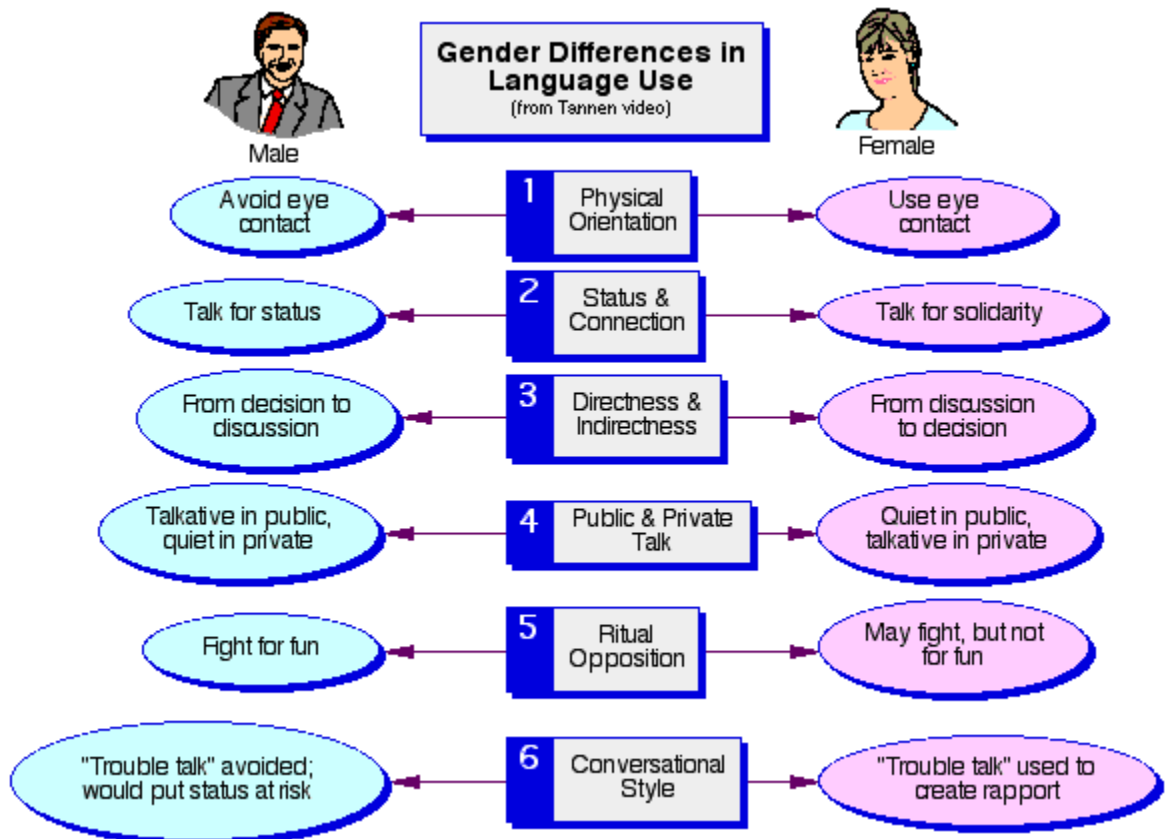 Gender Differences in
Language Use
(from Tannen video)
Male
Female
Avoid eye
contact
1
Physical
Orientation
Use eye
contact
Talk for status
2
Status &
Connection
Talk for solidarity
From decision to
discussion
3
Directness &
Indirectness
From discussion
to decision
Talkative in public,
quiet in private
4
Public & Private
Talk
Quiet in public,
talkative in private
Fight for fun
5
Ritual
Opposition
May fight, but not
for fun
"Trouble talk" avoided;
would put status at risk
6
Conversational
Style
"Trouble talk" used to
create rapport